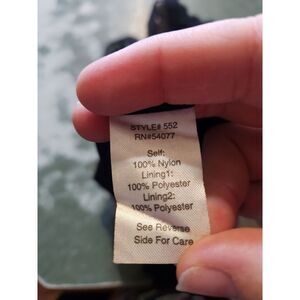 STYLE# 552
RN#54077
Self:
100% Nylon
Lining1:
100% Polyester
Lining2:
100% Polyester
See Reverse
Side For Care